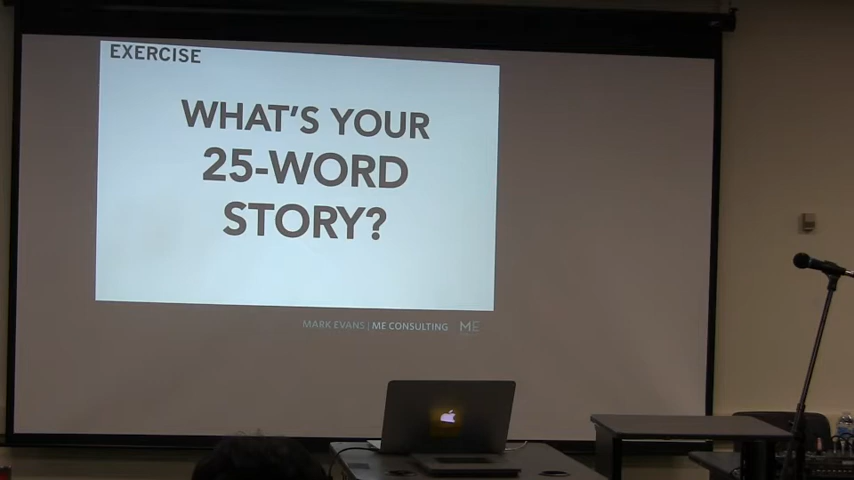 EXERCISE
WHAT'S YOUR
25-WORD
STORY?
MARK EVANS | ME CONSULTING ME